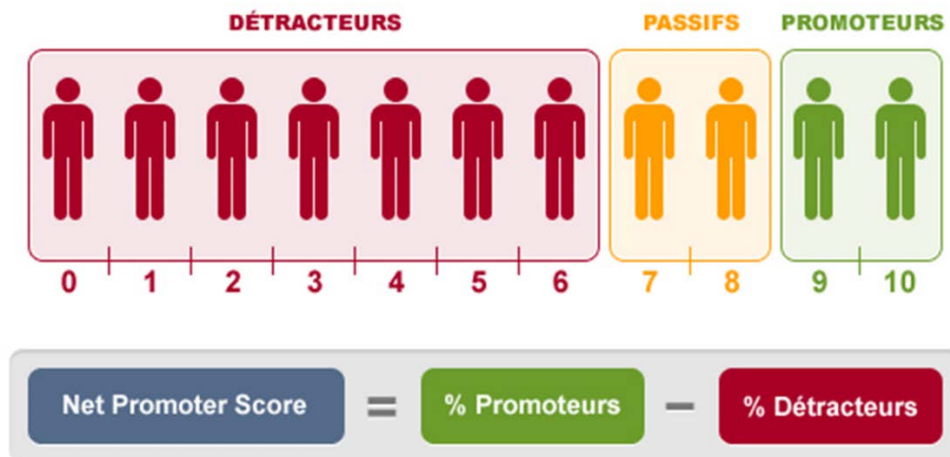 DÉTRACTEURS PASSIFS PROMOTEURS
0 1 2 3 4 5 6 7 8 9 10
Net Promoter Score = % Promoteurs – % Détracteurs